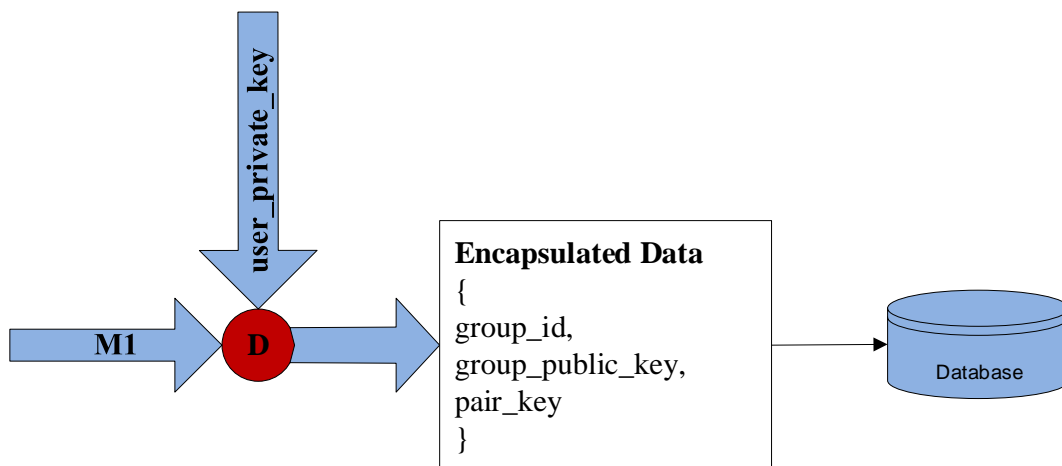 user_private_key
M1
D
Encapsulated Data
{
group_id,
group_public_key,
pair_key
}
Database